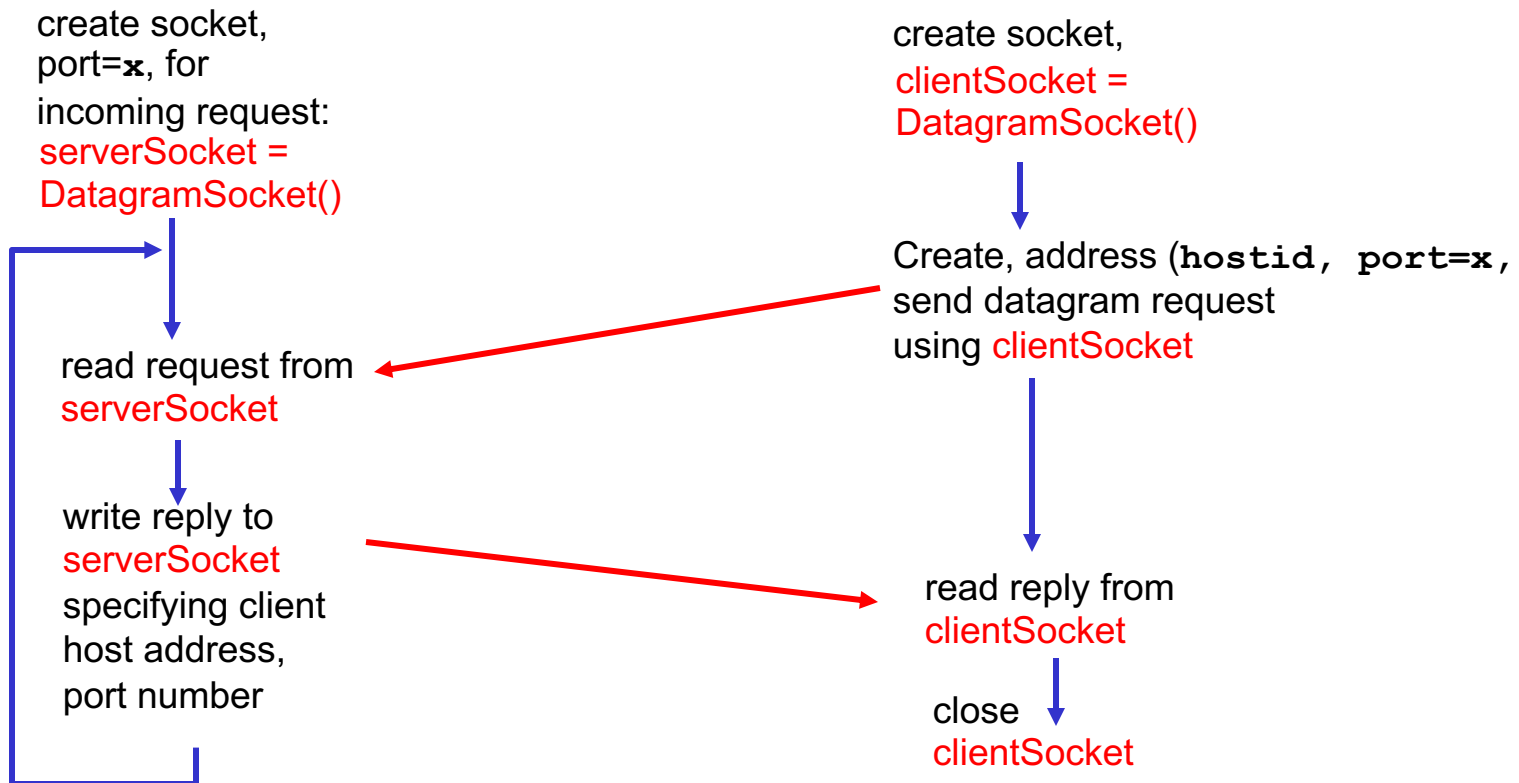 create socket,
port=x, for
incoming request:
serverSocket =
DatagramSocket()
read request from
serverSocket
write reply to
serverSocket
specifying client
host address,
port number
create socket,
clientSocket =
DatagramSocket()
Create, address (hostid, port=x,
send datagram request
using clientSocket
read reply from
clientSocket
close
clientSocket